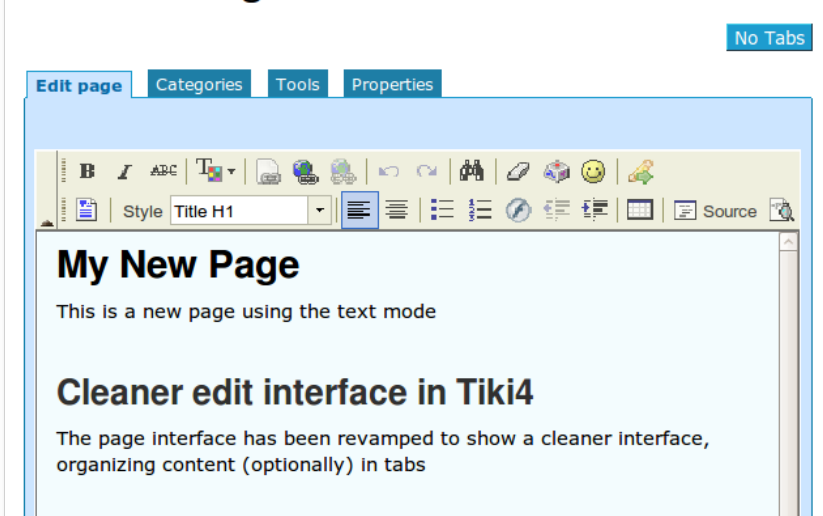 No Tabs
Edit page Categories Tools Properties
B I ABC T
Style Title H1 Source
My New Page
This is a new page using the text mode
Cleaner edit interface in Tiki4
The page interface has been revamped to show a cleaner interface,
organizing content (optionally) in tabs